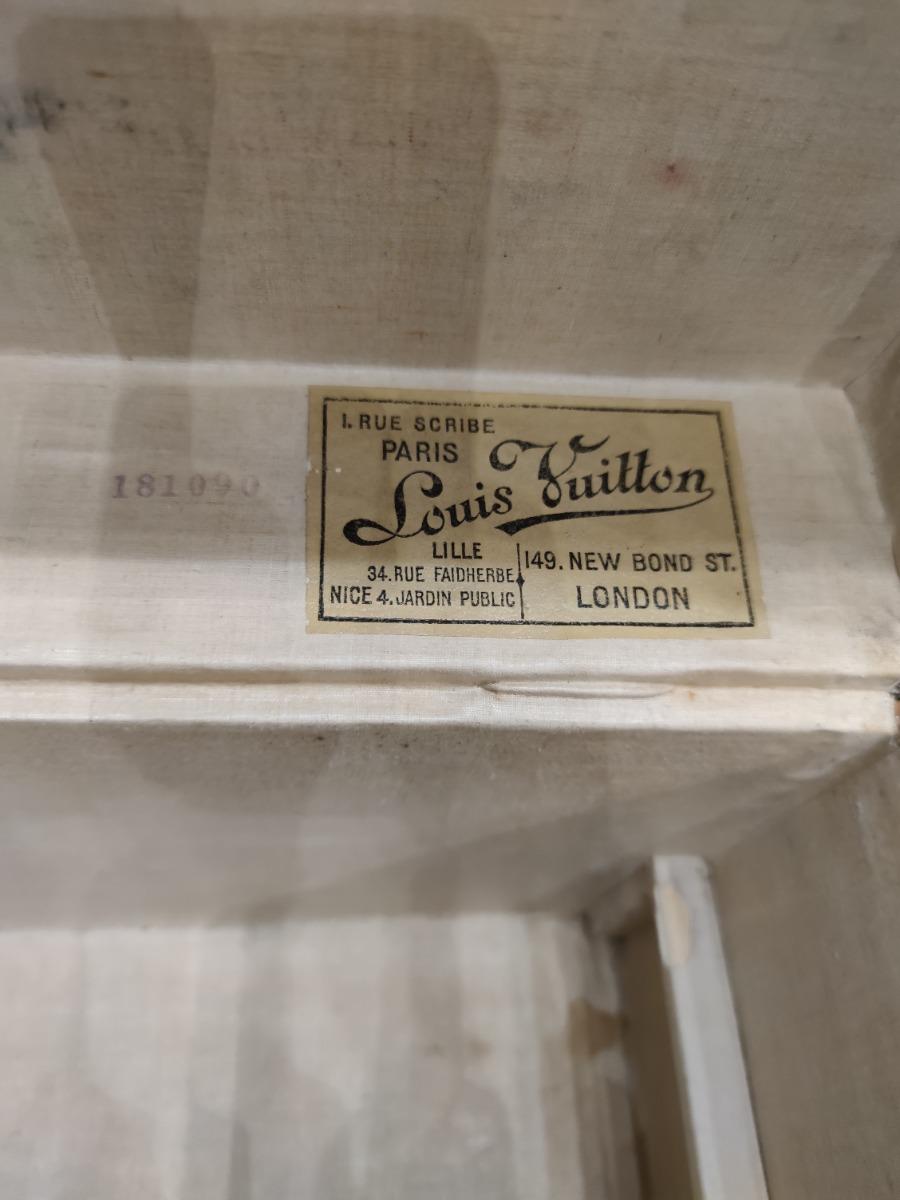 181090
1. RUE SCRIBE
PARIS
Louis Vuitton
LILLE
34. RUE FAIDHERBE
NICE 4. JARDIN PUBLIC
149. NEW BOND ST.
LONDON